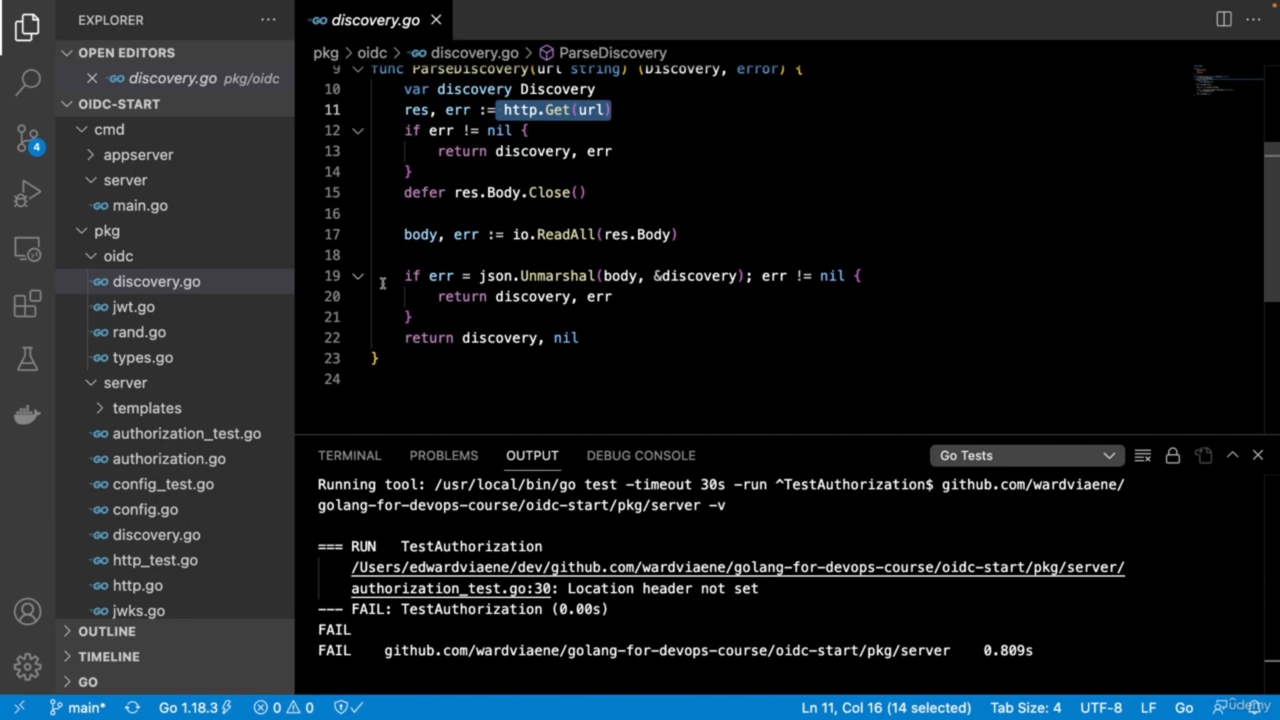 EXPLORER
OPEN EDITORS
discovery.go pkg/oidc
OIDC-START
cmd
appserver
server
main.go
pkg
oidc
discovery.go
jwt.go
rand.go
types.go
server
templates
authorization_test.go
authorization.go
config_test.go
config.go
discovery.go
http_test.go
http.go
jwks.go
OUTLINE
TIMELINE
GO
4
discovery.go
pkg > oidc > discovery.go > ParseDiscovery
9 func ParseDiscovery(url string) (Discovery, error) {
10 var discovery Discovery
11 res, err := http.Get(url)
12 if err != nil {
13 return discovery, err
14 }
15 defer res.Body.Close()
16
17 body, err := io.ReadAll(res.Body)
18
19 if err = json.Unmarshal(body, &discovery); err != nil {
20 return discovery, err
21 }
22 return discovery, nil
23 }
24
TERMINAL PROBLEMS OUTPUT DEBUG CONSOLE Go Tests
Running tool: /usr/local/bin/go test -timeout 30s -run ^TestAuthorization$ github.com/wardviaene/
golang-for-devops-course/oidc-start/pkg/server -v
=== RUN TestAuthorization
/Users/edwardviaene/dev/github.com/wardviaene/golang-for-devops-course/oidc-start/pkg/server/
authorization_test.go:30: Location header not set
--- FAIL: TestAuthorization (0.00s)
FAIL
FAIL github.com/wardviaene/golang-for-devops-course/oidc-start/pkg/server 0.809s
main* Go 1.18.3 0 0 Ln 11, Col 16 (14 selected) Tab Size: 4 UTF-8 LF Go
Udemy